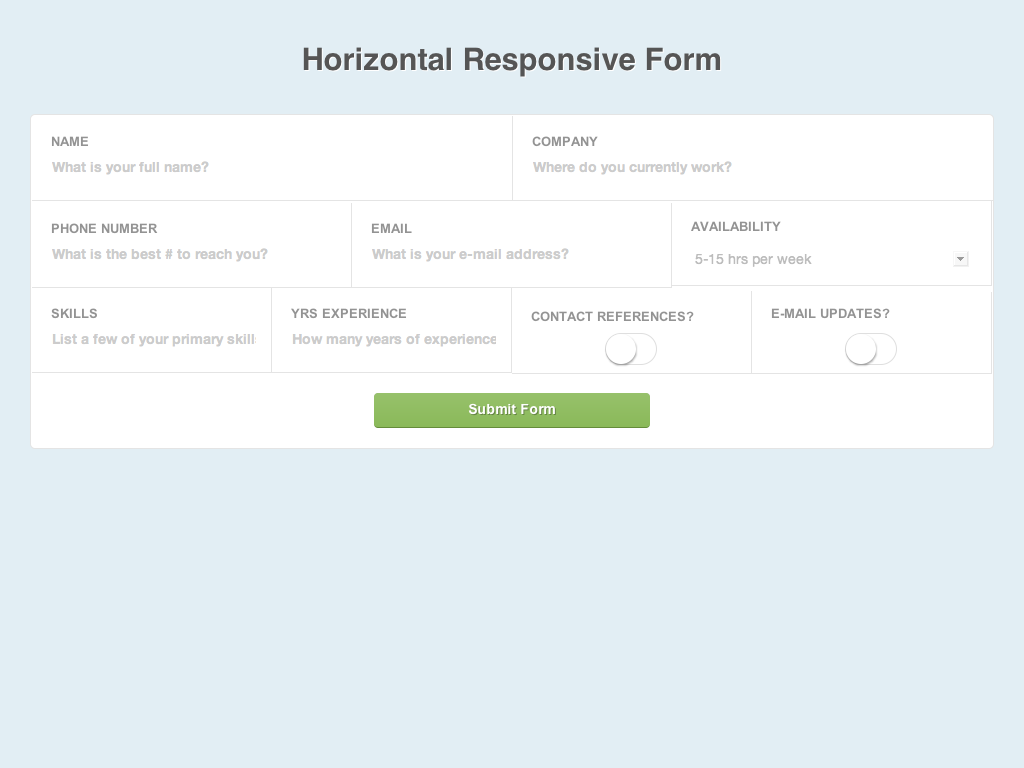 Horizontal Responsive Form
NAME
What is your full name?
COMPANY
Where do you currently work?
PHONE NUMBER
What is the best # to reach you?
EMAIL
What is your e-mail address?
AVAILABILITY
5-15 hrs per week
SKILLS
List a few of your primary skill
YRS EXPERIENCE
How many years of experience
CONTACT REFERENCES?
E-MAIL UPDATES?
Submit Form